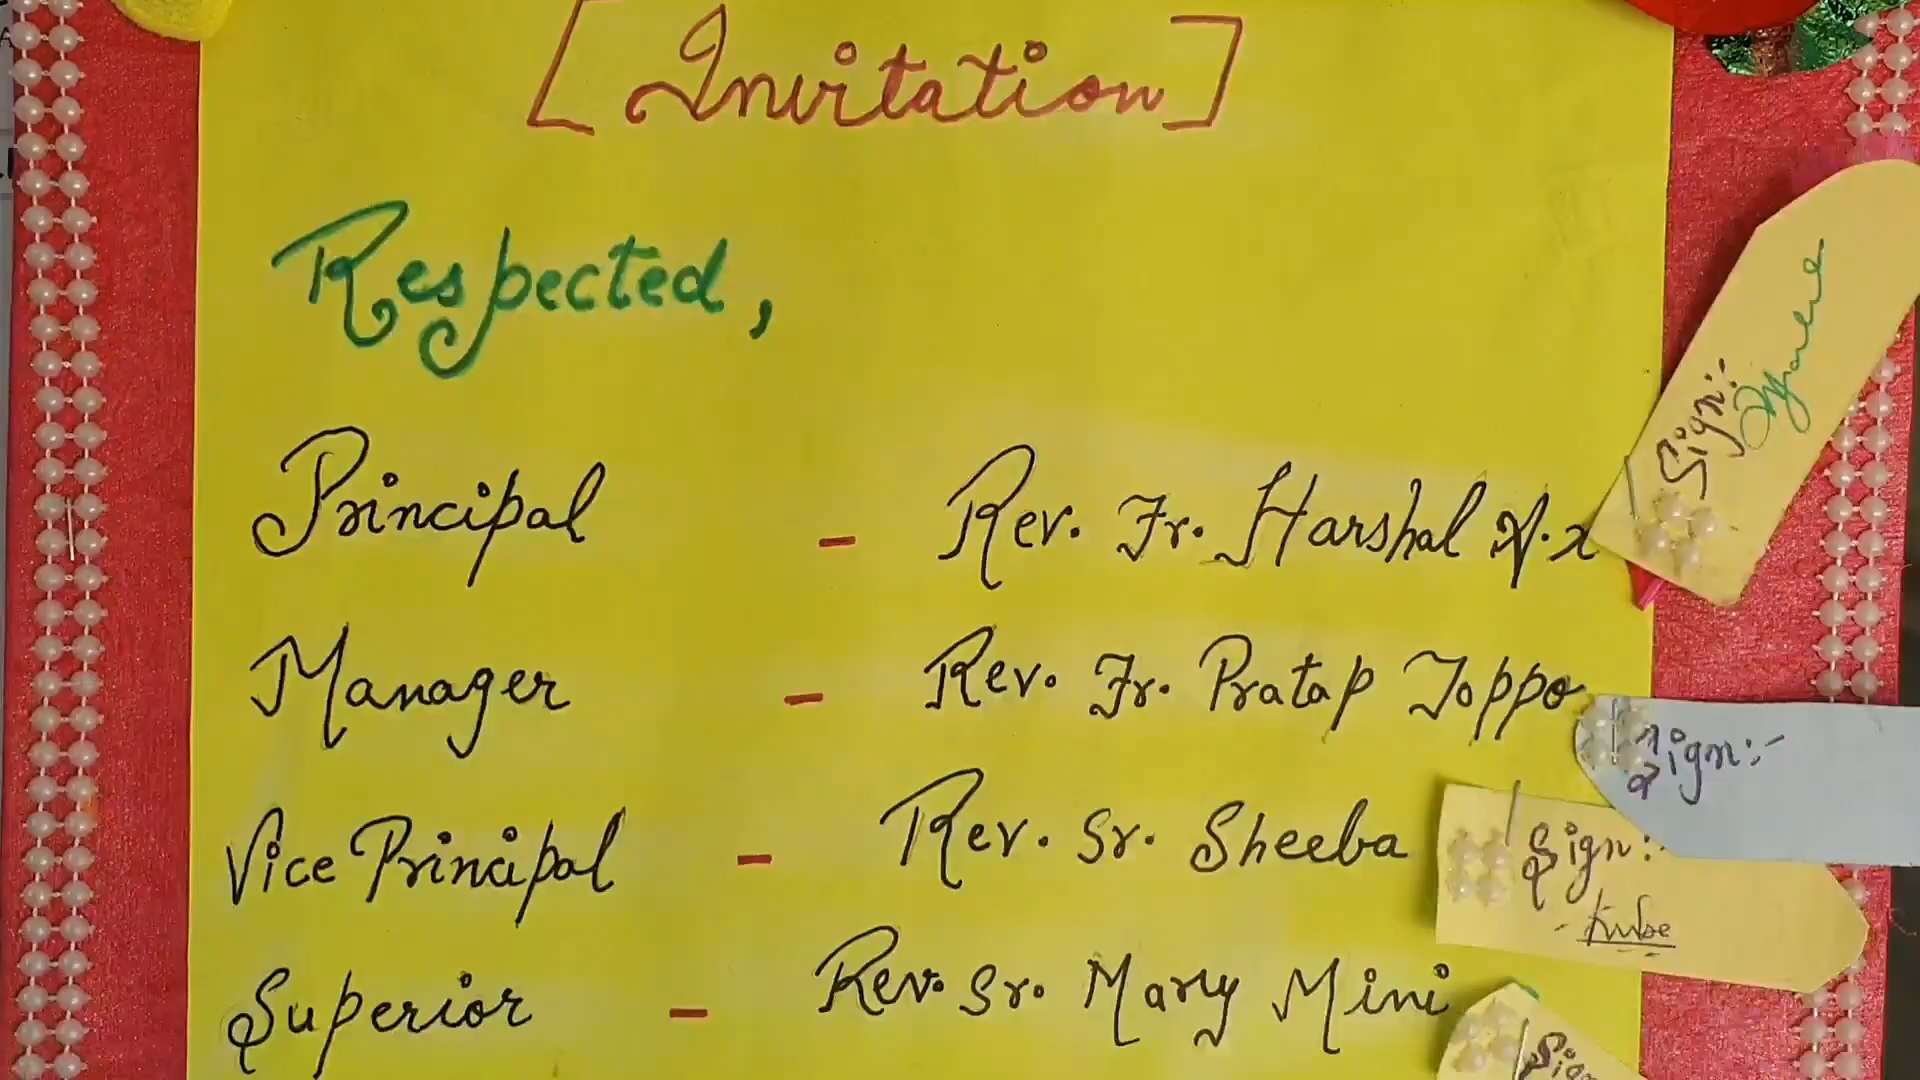 [Invitation]
Respected,
Principal - Rev. Fr. Harshal A.X
Sign:-
Manager - Rev. Fr. Pratap Toppo
Sign:-
Vice Principal - Rev. Sr. Sheeba
Sign:-
Superior - Rev. Sr. Mary Mini